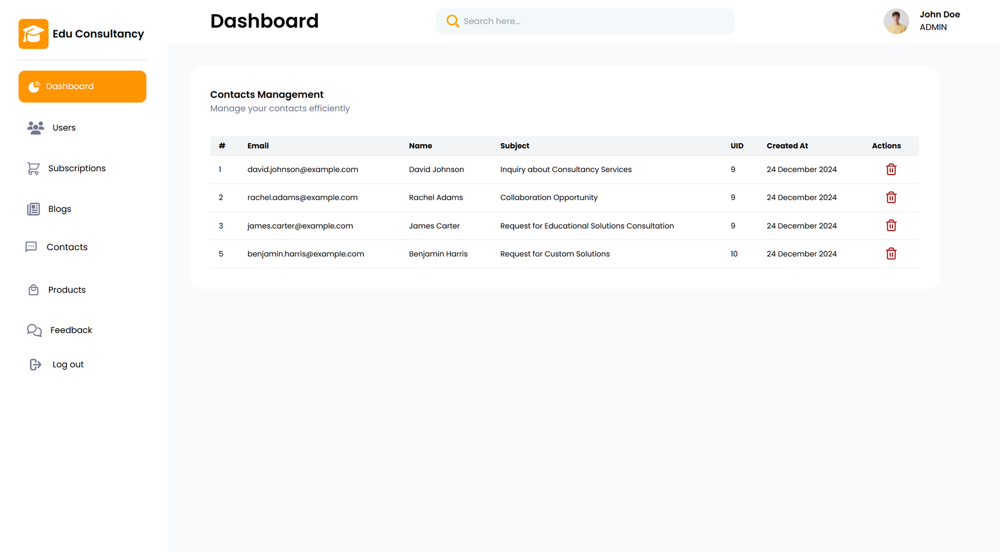 Edu Consultancy
Dashboard
Users
Subscriptions
Blogs
Contacts
Products
Feedback
Log out
Dashboard
Search here...
John Doe
ADMIN
Contacts Management
Manage your contacts efficiently
# Email Name Subject UID Created At Actions
1 david.johnson@example.com David Johnson Inquiry about Consultancy Services 9 24 December 2024
2 rachel.adams@example.com Rachel Adams Collaboration Opportunity 9 24 December 2024
3 james.carter@example.com James Carter Request for Educational Solutions Consultation 9 24 December 2024
5 benjamin.harris@example.com Benjamin Harris Request for Custom Solutions 10 24 December 2024